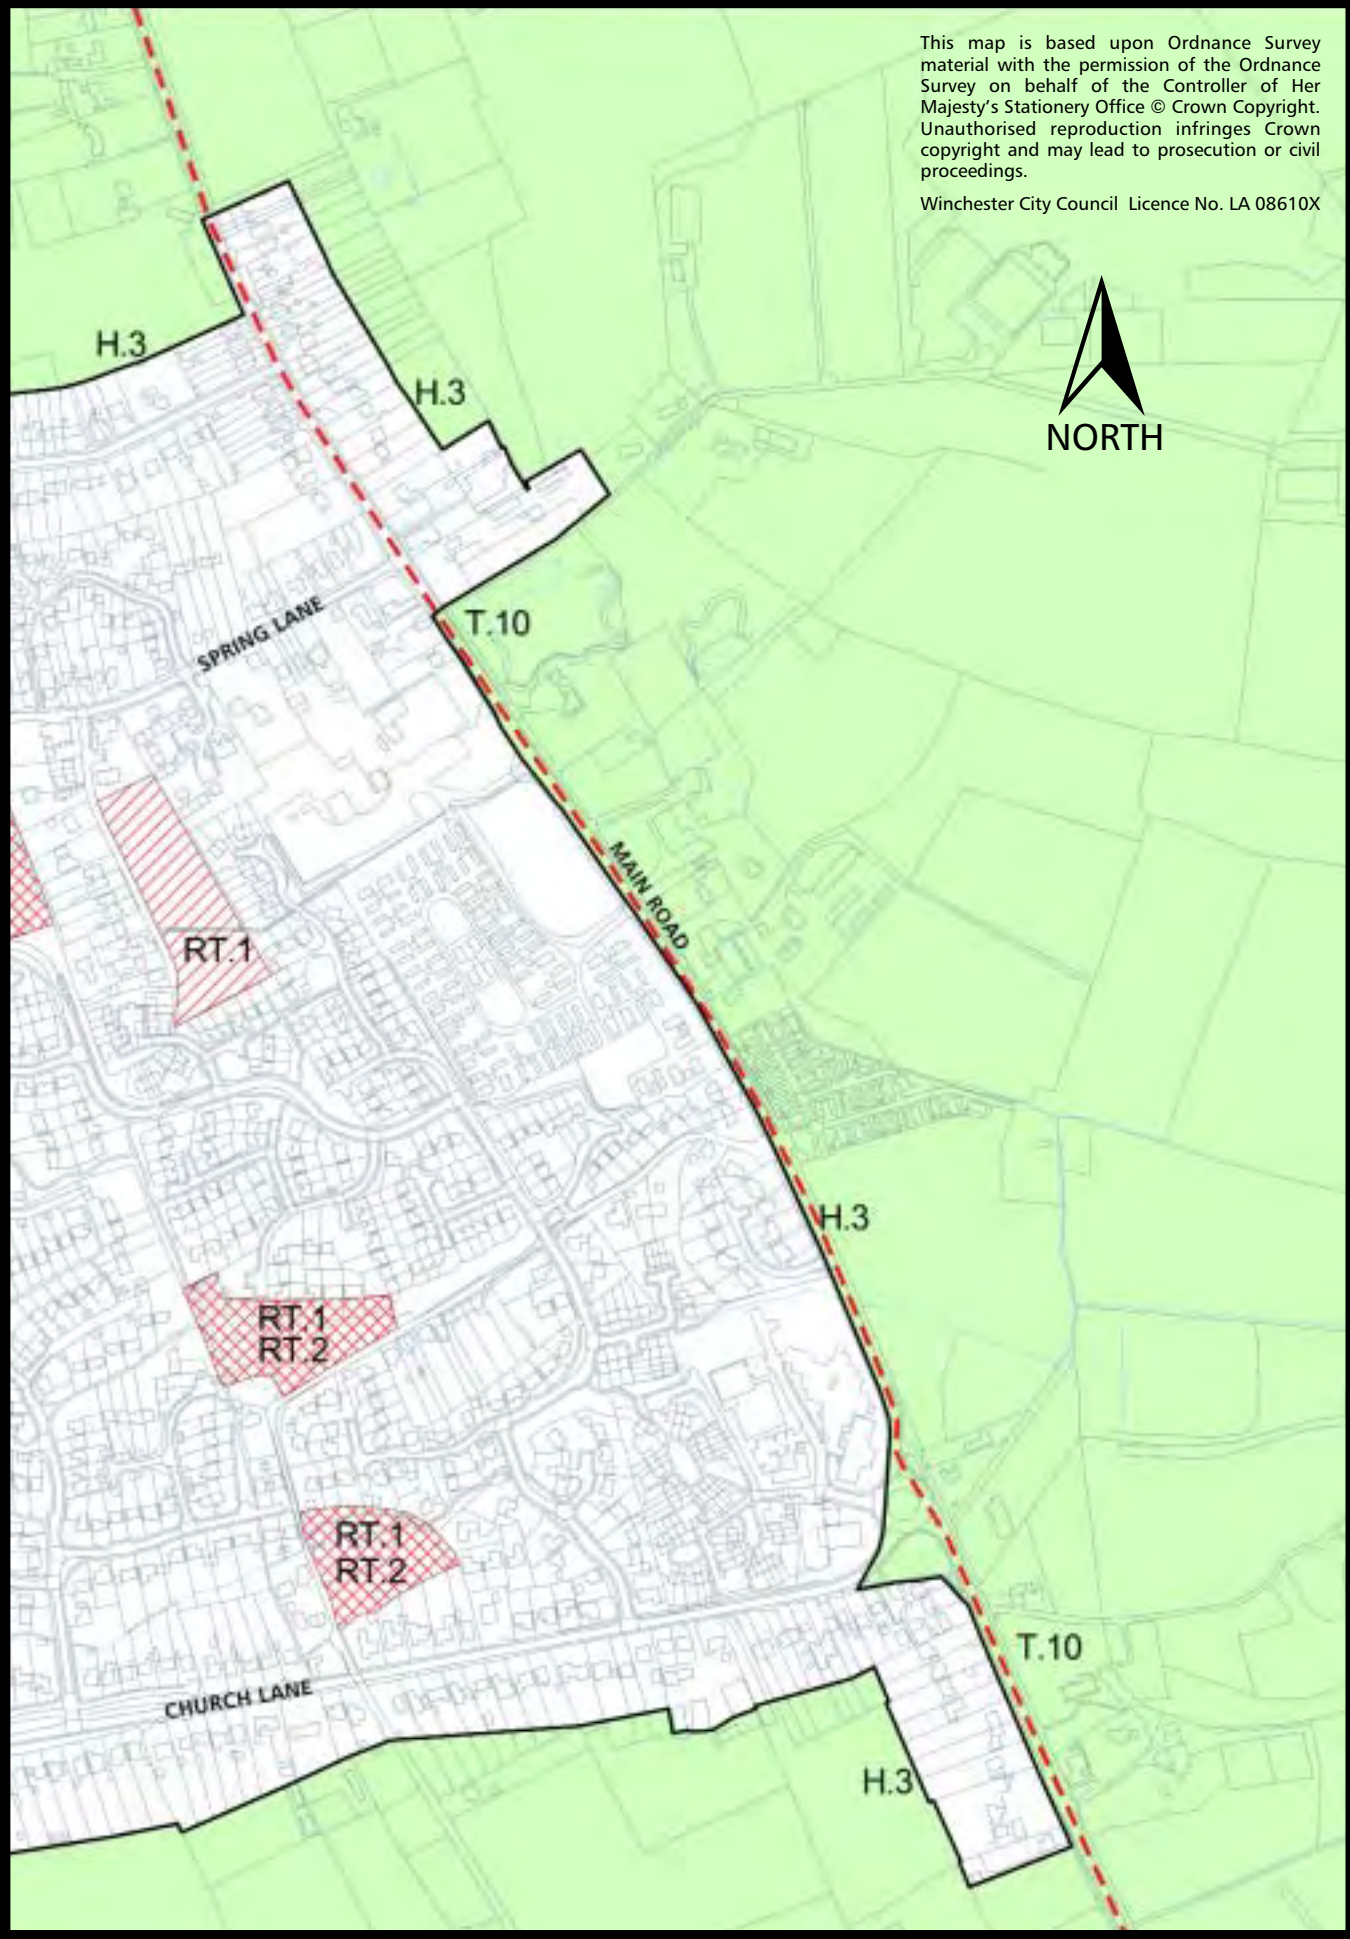 This map is based upon Ordnance Survey
material with the permission of the Ordnance
Survey on behalf of the Controller of Her
Majesty's Stationery Office © Crown Copyright.
Unauthorised reproduction infringes Crown
copyright and may lead to prosecution or civil
proceedings.
Winchester City Council Licence No. LA 08610X
NORTH
H.3
H.3
T.10
SPRING LANE
MAIN ROAD
RT.1
H.3
RT.1
RT.2
RT.1
RT.2
T.10
CHURCH LANE
H.3